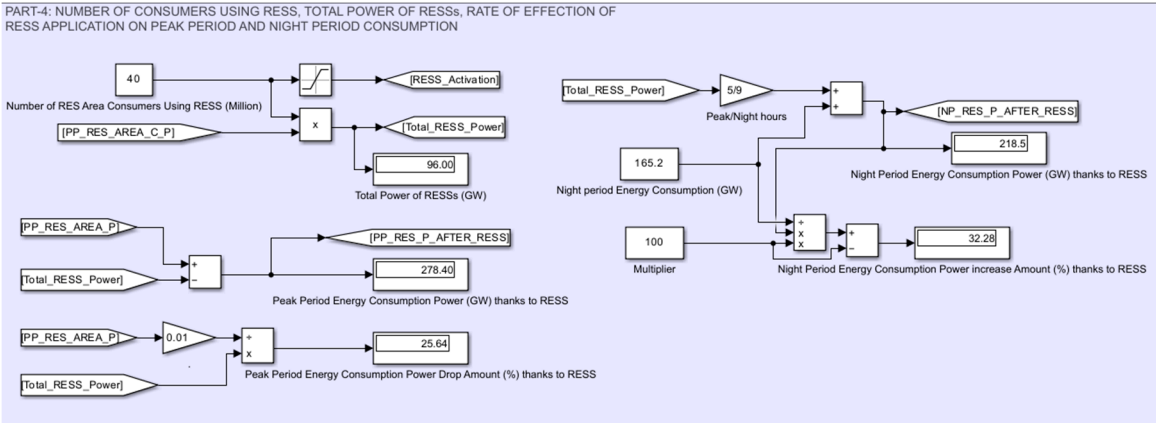 PART-4: NUMBER OF CONSUMERS USING RESS, TOTAL POWER OF RESSs, RATE OF EFFECTION OF
RESS APPLICATION ON PEAK PERIOD AND NIGHT PERIOD CONSUMPTION
40
[RESS_Activation]
Number of RES Area Consumers Using RESS (Million)
x
[PP_RES_AREA_C_P]
[Total_RESS_Power]
96.00
Total Power of RESSs (GW)
[PP_RES_AREA_P]
[PP_RES_P_AFTER_RESS]
+
−
[Total_RESS_Power]
278.40
Peak Period Energy Consumption Power (GW) thanks to RESS
[PP_RES_AREA_P]
0.01
÷
x
25.64
Peak Period Energy Consumption Power Drop Amount (%) thanks to RESS
[Total_RESS_Power]
[Total_RESS_Power]
5/9
+
+
Peak/Night hours
[NP_RES_P_AFTER_RESS]
218.5
Night Period Energy Consumption Power (GW) thanks to RESS
165.2
Night period Energy Consumption (GW)
100
Multiplier
÷
x
x
+
−
32.28
Night Period Energy Consumption Power increase Amount (%) thanks to RESS